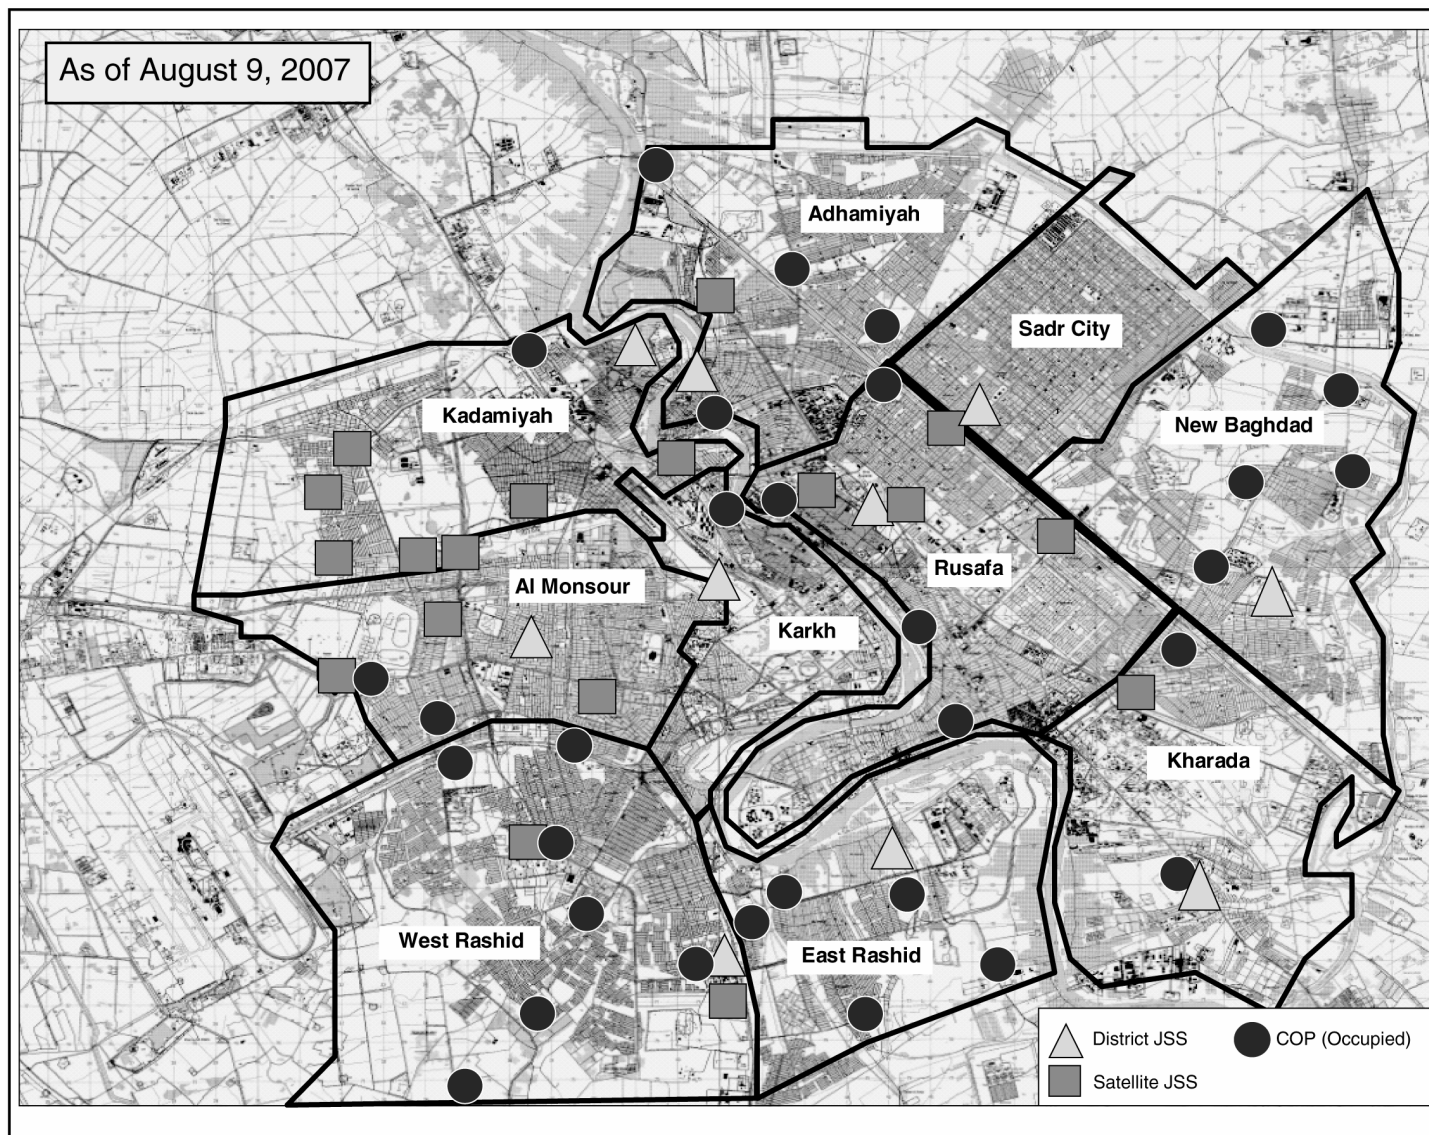 As of August 9, 2007
Adhamiyah
Sadr City
Kadamiyah
New Baghdad
Al Monsour
Rusafa
Karkh
Kharada
West Rashid
East Rashid
District JSS
COP (Occupied)
Satellite JSS